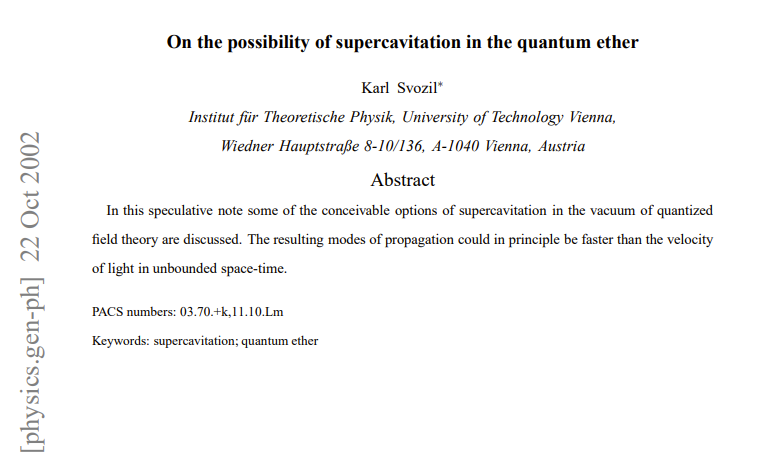 On the possibility of supercavitation in the quantum ether
Karl Svozil*
Institut für Theoretische Physik, University of Technology Vienna,
Wiedner Hauptstraße 8-10/136, A-1040 Vienna, Austria
Abstract
In this speculative note some of the conceivable options of supercavitation in the vacuum of quantized
field theory are discussed. The resulting modes of propagation could in principle be faster than the velocity
of light in unbounded space-time.
PACS numbers: 03.70.+k,11.10.Lm
Keywords: supercavitation; quantum ether
[physics.gen-ph] 22 Oct 2002